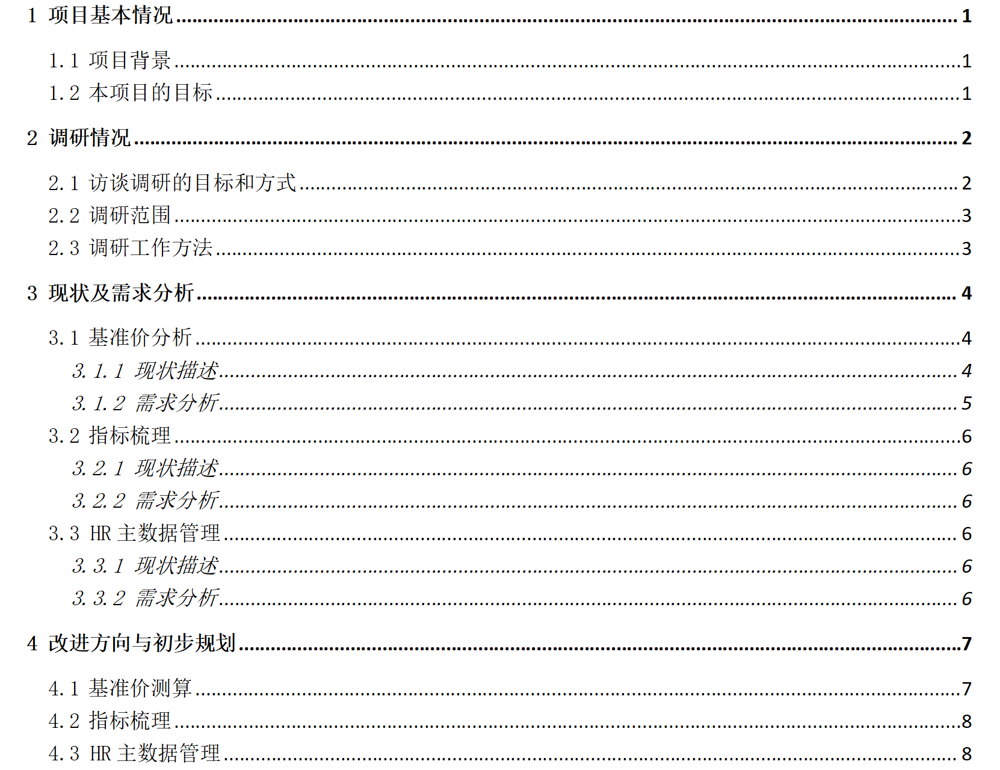 1 项目基本情况 1
1.1 项目背景 1
1.2 本项目的目标 1
2 调研情况 2
2.1 访谈调研的目标和方式 2
2.2 调研范围 3
2.3 调研工作方法 3
3 现状及需求分析 4
3.1 基准价分析 4
3.1.1 现状描述 4
3.1.2 需求分析 5
3.2 指标梳理 6
3.2.1 现状描述 6
3.2.2 需求分析 6
3.3 HR 主数据管理 6
3.3.1 现状描述 6
3.3.2 需求分析 6
4 改进方向与初步规划 7
4.1 基准价测算 7
4.2 指标梳理 8
4.3 HR 主数据管理 8